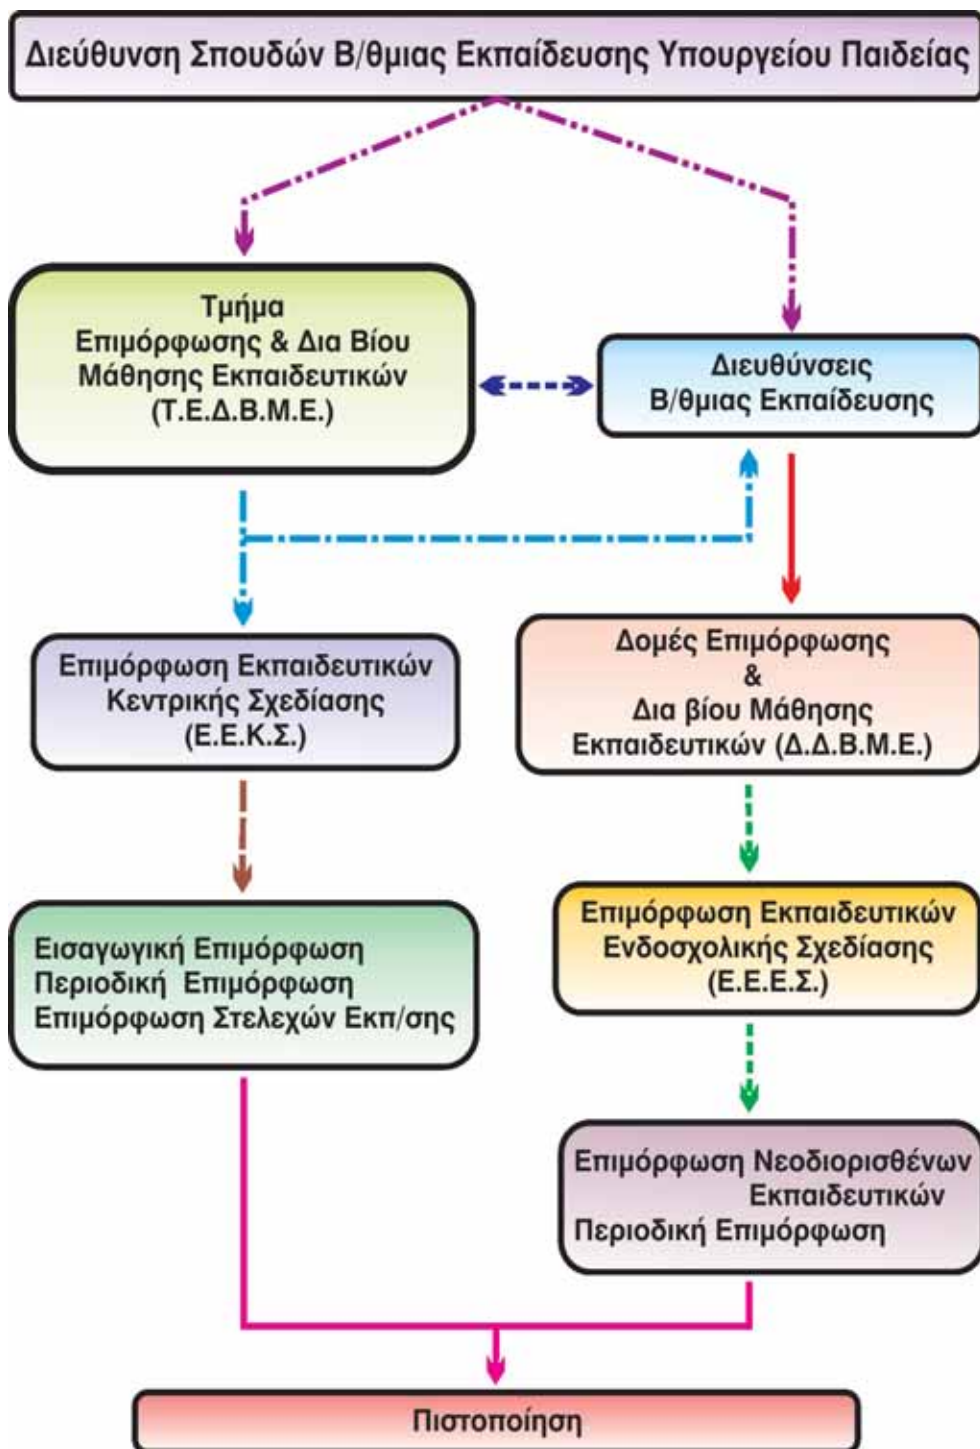 Διεύθυνση Σπουδών Β/θμιας Εκπαίδευσης Υπουργείου Παιδείας
Τμήμα
Επιμόρφωσης & Δια Βίου
Μάθησης Εκπαιδευτικών
(Τ.Ε.Δ.Β.Μ.Ε.)
Διευθύνσεις
Β/θμιας Εκπαίδευσης
Επιμόρφωση Εκπαιδευτικών
Κεντρικής Σχεδίασης
(Ε.Ε.Κ.Σ.)
Δομές Επιμόρφωσης
&
Δια βίου Μάθησης
Εκπαιδευτικών (Δ.Δ.Β.Μ.Ε.)
Εισαγωγική Επιμόρφωση
Περιοδική Επιμόρφωση
Επιμόρφωση Στελεχών Εκπ/σης
Επιμόρφωση Εκπαιδευτικών
Ενδοσχολικής Σχεδίασης
(Ε.Ε.Ε.Σ.)
Επιμόρφωση Νεοδιορισθένων
Εκπαιδευτικών
Περιοδική Επιμόρφωση
Πιστοποίηση